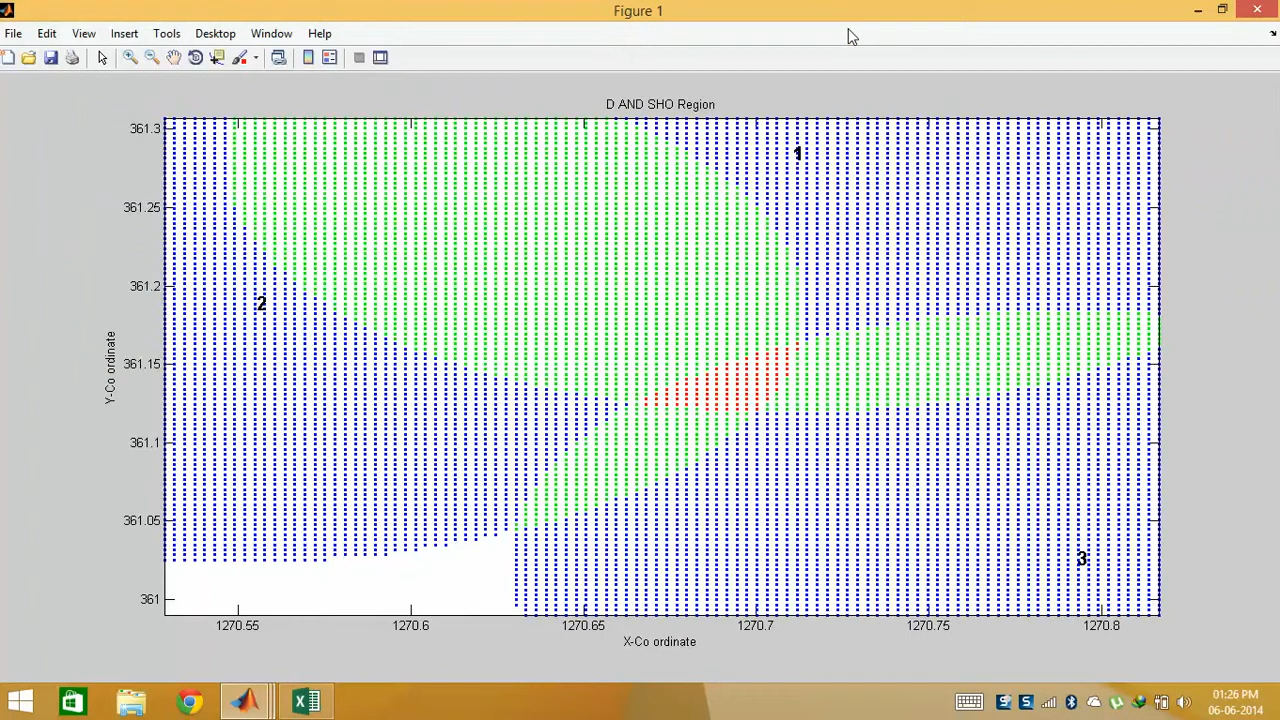 Figure 1
File Edit View Insert Tools Desktop Window Help
D AND SHO Region
361.3
361.25
361.2
361.15
361.1
361.05
361
Y-Co ordinate
1
2
3
1270.55 1270.6 1270.65 1270.7 1270.75 1270.8
X-Co ordinate
01:26 PM
06-06-2014